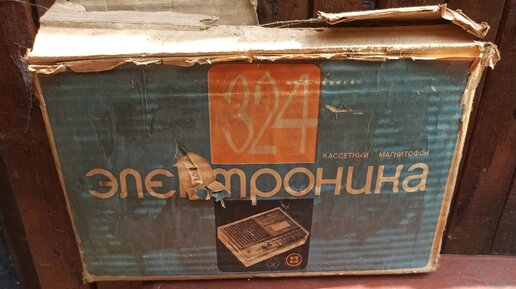 324
кассетный магнитофон
электроника